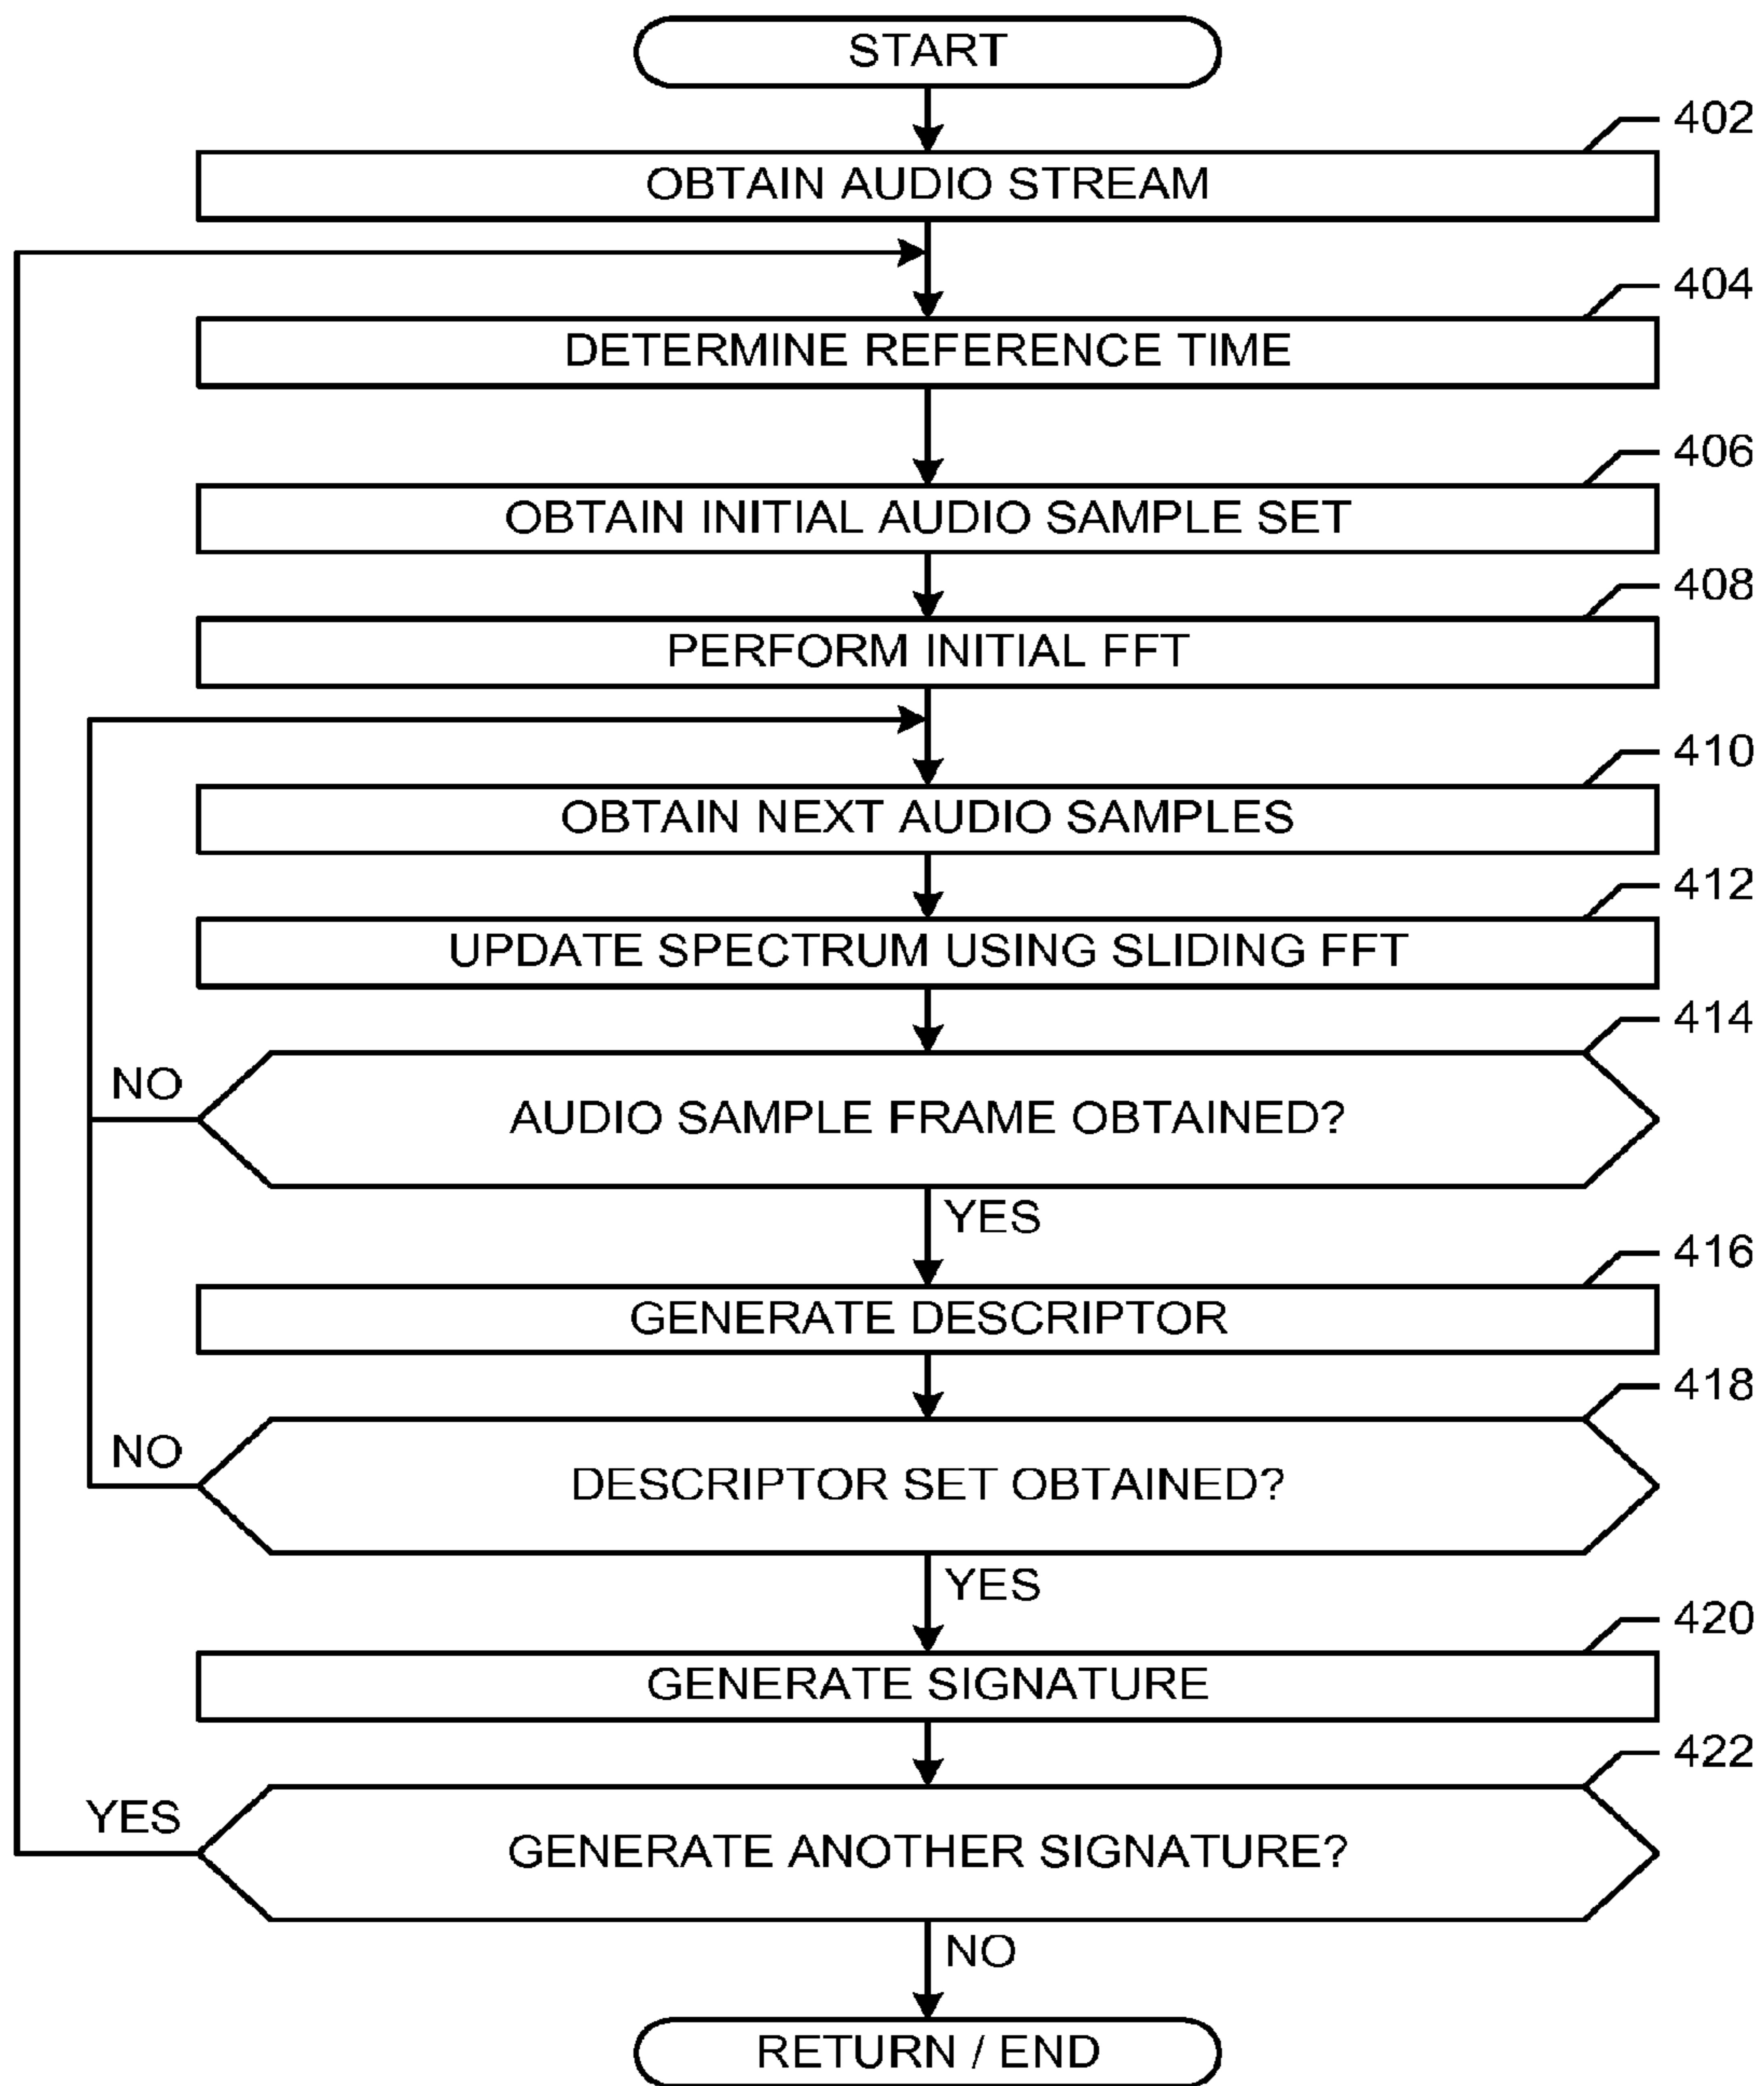 START
402
OBTAIN AUDIO STREAM
404
DETERMINE REFERENCE TIME
406
OBTAIN INITIAL AUDIO SAMPLE SET
408
PERFORM INITIAL FFT
410
OBTAIN NEXT AUDIO SAMPLES
412
UPDATE SPECTRUM USING SLIDING FFT
414
NO
AUDIO SAMPLE FRAME OBTAINED?
YES
416
GENERATE DESCRIPTOR
418
NO
DESCRIPTOR SET OBTAINED?
YES
420
GENERATE SIGNATURE
422
YES
GENERATE ANOTHER SIGNATURE?
NO
RETURN / END